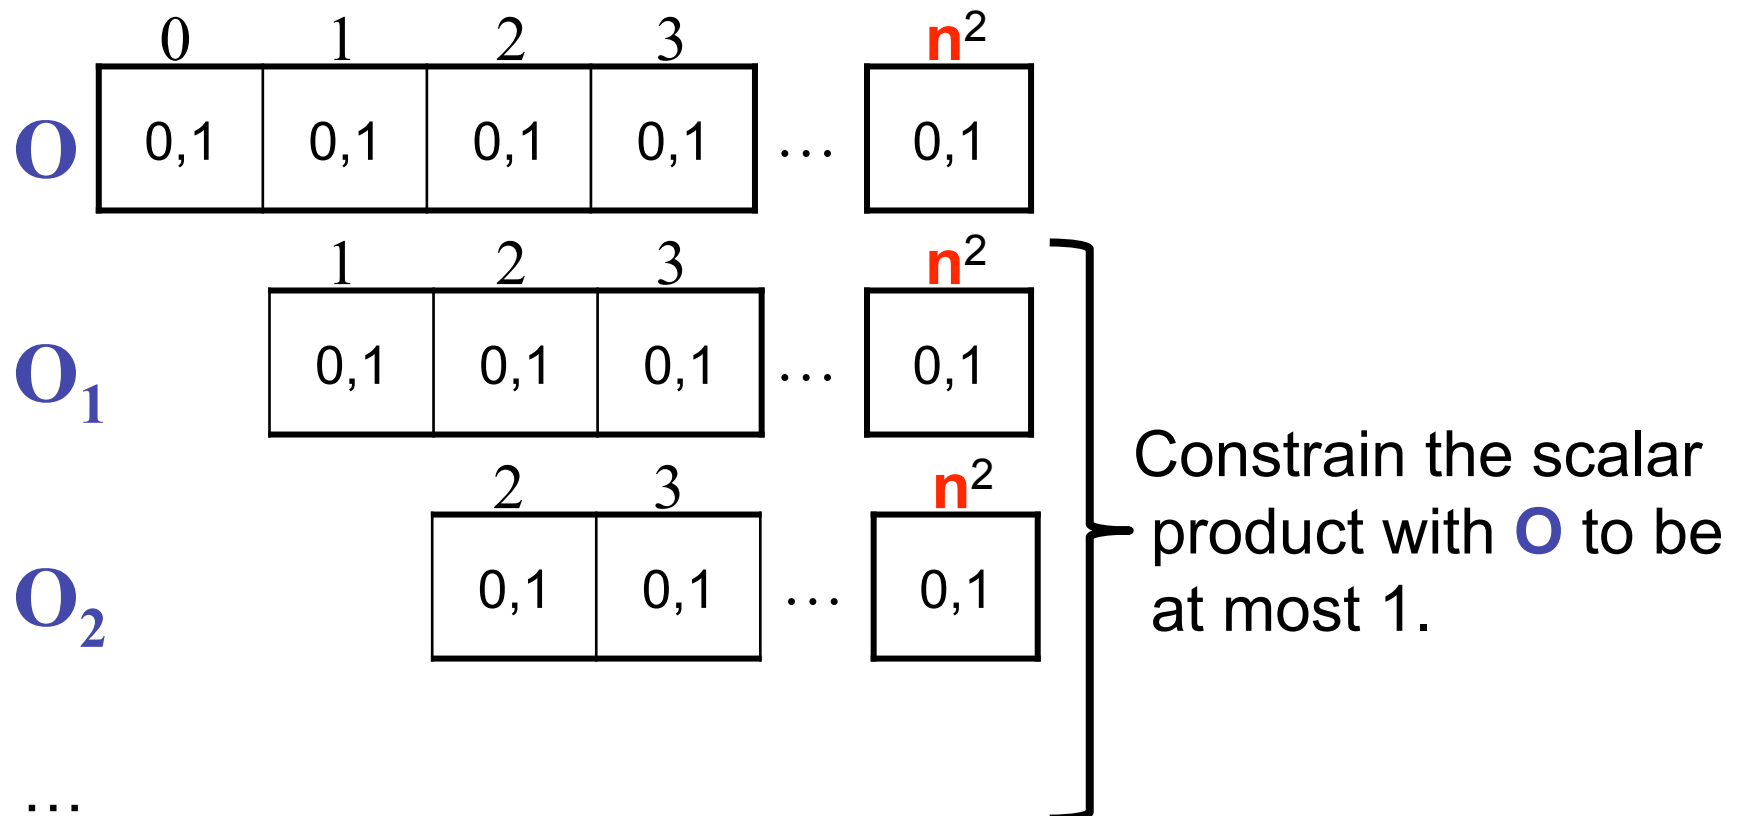 0 1 2 3 n²
O 0,1 0,1 0,1 0,1 … 0,1
1 2 3 n²
O₁ 0,1 0,1 0,1 … 0,1
2 3 n²
O₂ 0,1 0,1 … 0,1
…
Constrain the scalar
product with O to be
at most 1.